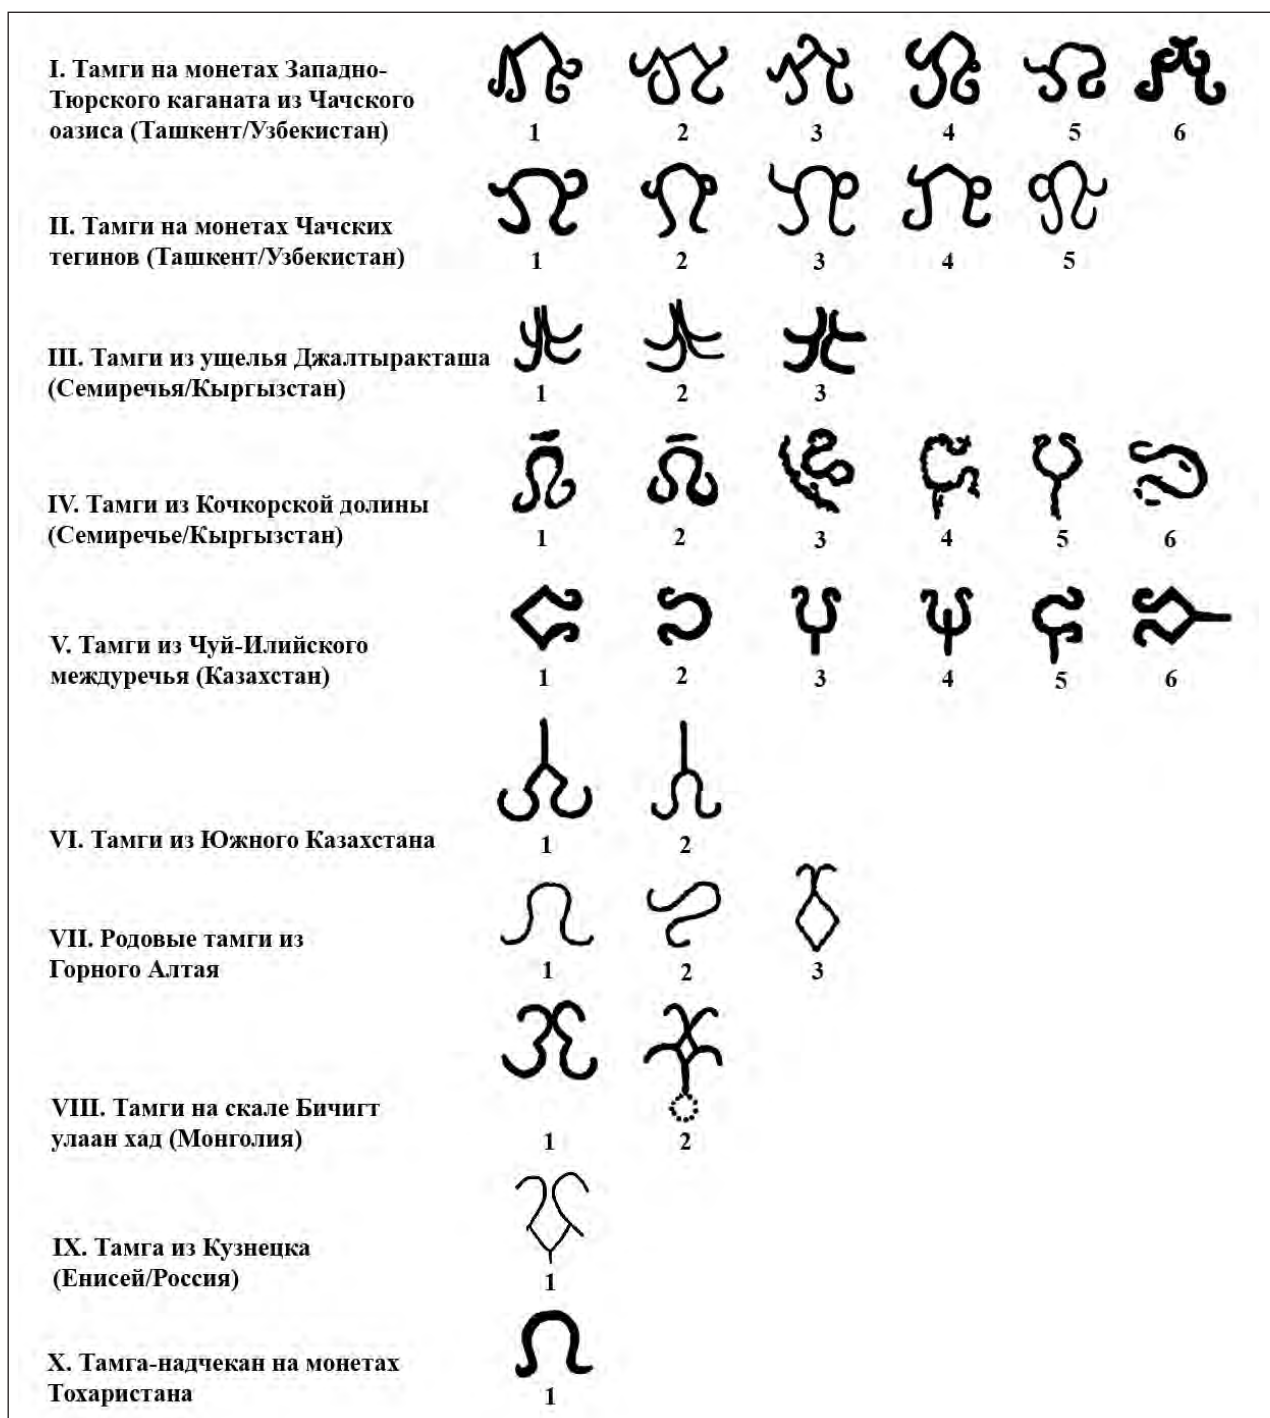 I. Тамги на монетах Западно-
Тюрского каганата из Чачского
оазиса (Ташкент/Узбекистан)
1 2 3 4 5 6
II. Тамги на монетах Чачских
тегинов (Ташкент/Узбекистан)
1 2 3 4 5
III. Тамги из ущелья Джалтыракташа
(Семиречья/Кыргызстан)
1 2 3
IV. Тамги из Кочкорской долины
(Семиречье/Кыргызстан)
1 2 3 4 5 6
V. Тамги из Чуй-Илийского
междуречья (Казахстан)
1 2 3 4 5 6
VI. Тамги из Южного Казахстана
1 2
VII. Родовые тамги из
Горного Алтая
1 2 3
VIII. Тамги на скале Бичигт
улаан хад (Монголия)
1 2
IX. Тамга из Кузнецка
(Енисей/Россия)
1
X. Тамга-надчекан на монетах
Тохаристана
1